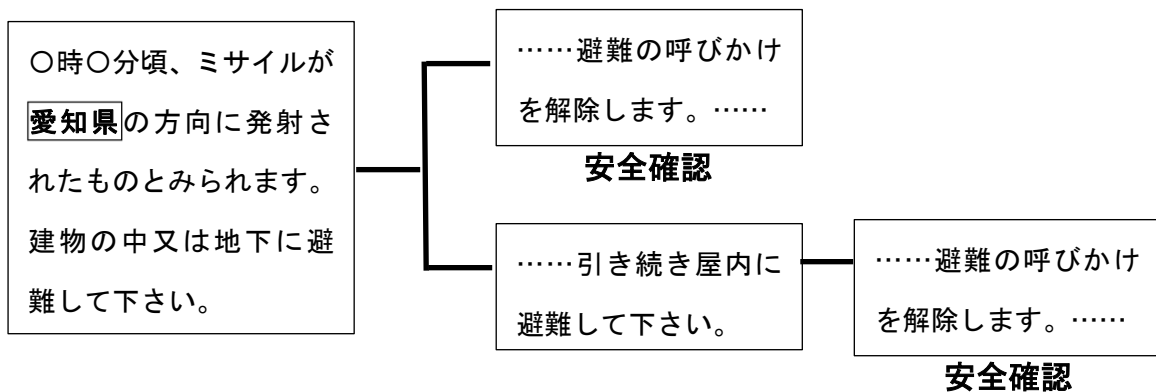 〇時〇分頃、ミサイルが
愛知県の方向に発射さ
れたものとみられます。
建物の中又は地下に避
難して下さい。
……避難の呼びかけ
を解除します。……
安全確認
……引き続き屋内に
避難して下さい。
……避難の呼びかけ
を解除します。……
安全確認